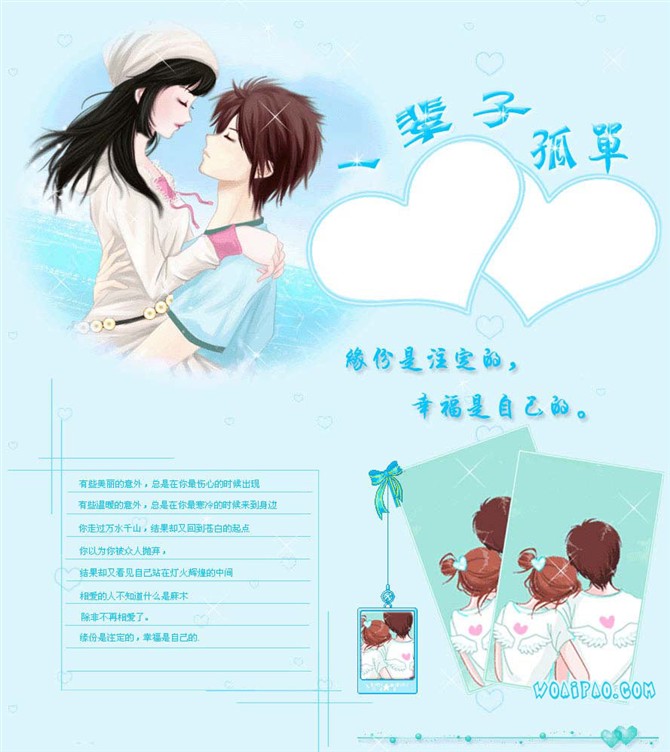 一輩子孤單
緣份是注定的，
幸福是自己的。
有些美丽的意外，总是在你最伤心的时候出现
有些温暖的意外，总是在你最寒冷的时候来到身边
你走过万水千山，结果却又回到苍白的起点
你以为你被众人抛弃，
结果却又看见自己站在灯火辉煌的中间
相爱的人不知道什么是麻木
除非不再相爱了。
缘份是注定的，幸福是自己的.
WOAiPAO.COM